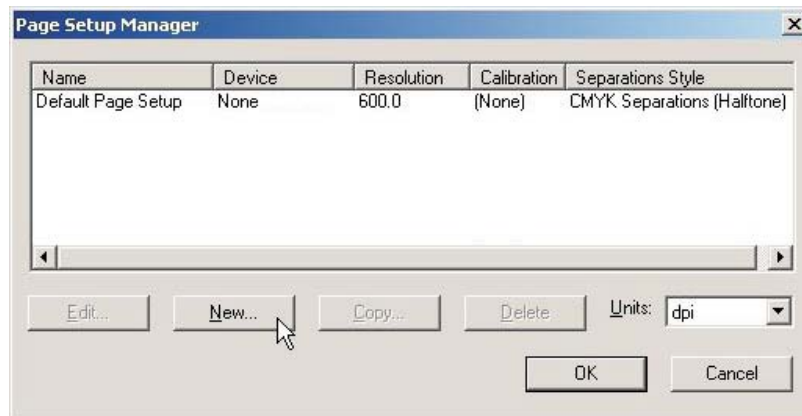 Page Setup Manager
Name Device Resolution Calibration Separations Style
Default Page Setup None 600.0 (None) CMYK Separations (Halftone)
Edit... New... Copy... Delete Units: dpi
OK Cancel